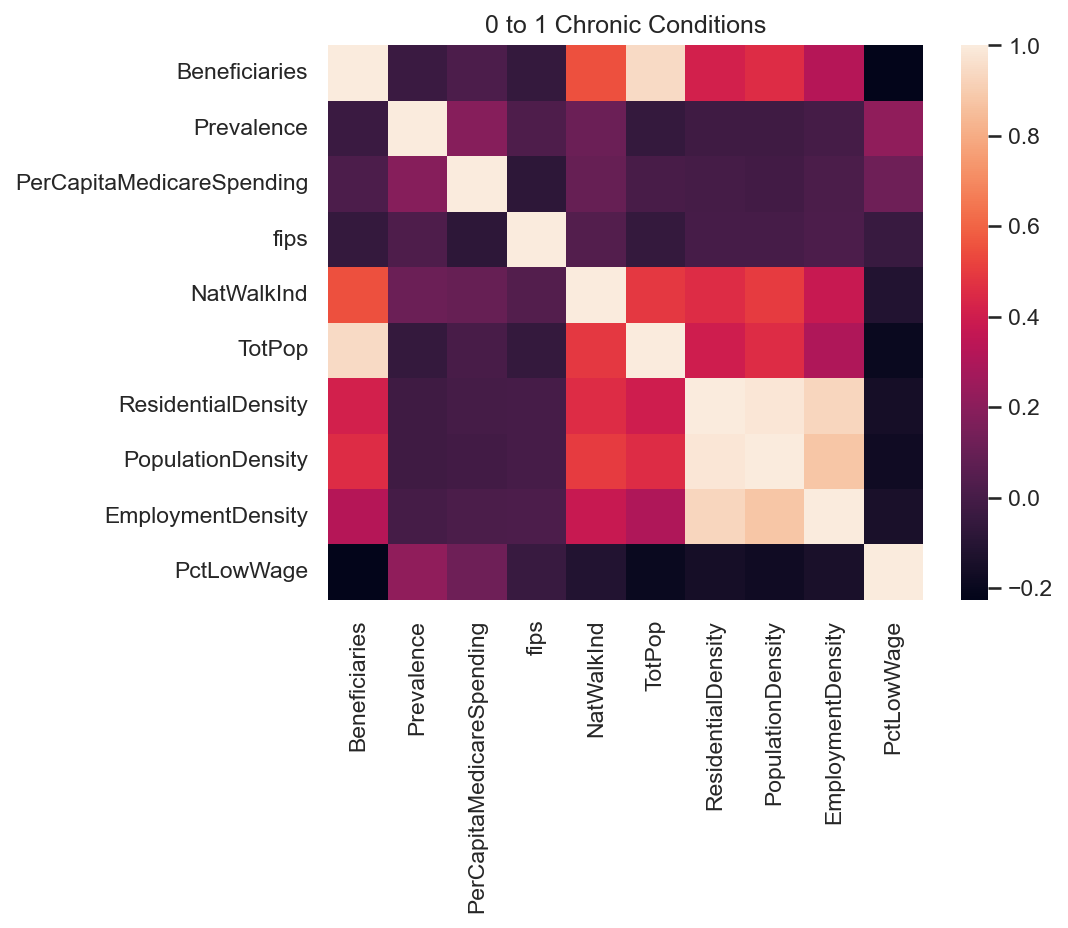 0 to 1 Chronic Conditions
Beneficiaries
Prevalence
PerCapitaMedicareSpending
fips
NatWalkInd
TotPop
ResidentialDensity
PopulationDensity
EmploymentDensity
PctLowWage
Beneficiaries
Prevalence
PerCapitaMedicareSpending
fips
NatWalkInd
TotPop
ResidentialDensity
PopulationDensity
EmploymentDensity
PctLowWage
1.0
0.8
0.6
0.4
0.2
0.0
−0.2